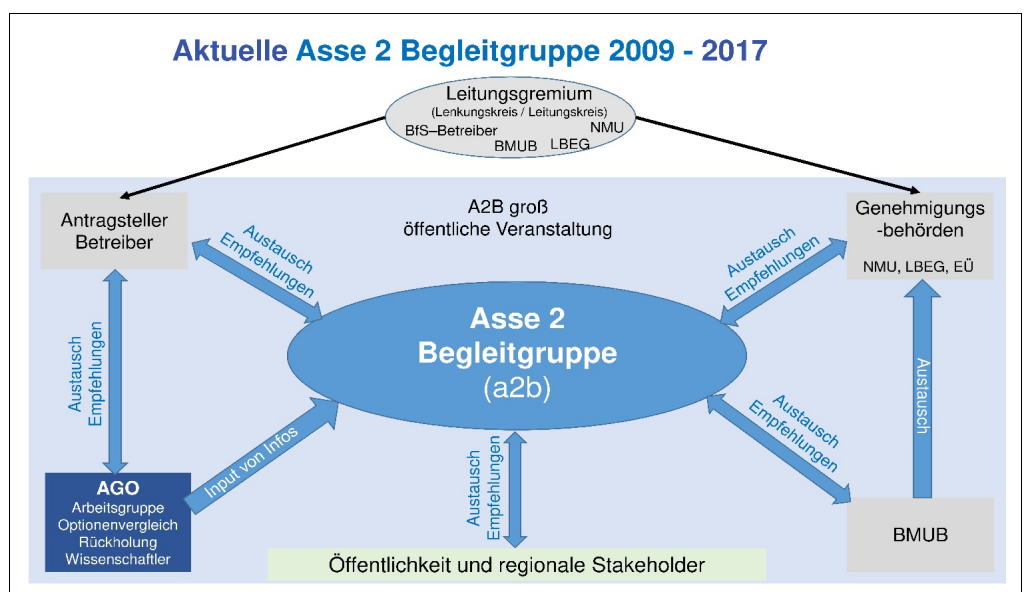 Aktuelle Asse 2 Begleitgruppe 2009 - 2017
Leitungsgremium
(Lenkungskreis / Leitungskreis)
BfS–Betreiber
NMU
BMUB
LBEG
Antragsteller
Betreiber
A2B groß
öffentliche Veranstaltung
Genehmigungs
-behörden
NMU, LBEG, EÜ
Austausch
Empfehlungen
Austausch
Empfehlungen
Asse 2
Begleitgruppe
(a2b)
Austausch
Empfehlungen
Austausch
Input von Infos
Austausch
Empfehlungen
Austausch
Empfehlungen
AGO
Arbeitsgruppe
Optionenvergleich
Rückholung
Wissenschaftler
BMUB
Öffentlichkeit und regionale Stakeholder